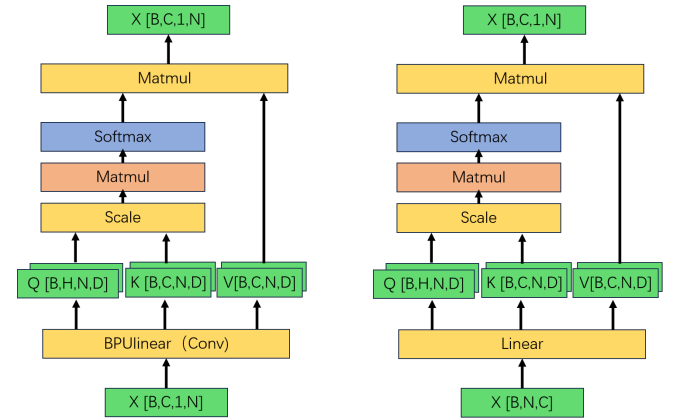 X [B,C,1,N]
Matmul
Softmax
Matmul
Scale
Q [B,H,N,D]
K [B,C,N,D]
V[B,C,N,D]
BPUlinear（Conv)
X [B,C,1,N]
X [B,C,1,N]
Matmul
Softmax
Matmul
Scale
Q [B,H,N,D]
K [B,C,N,D]
V[B,C,N,D]
Linear
X [B,N,C]